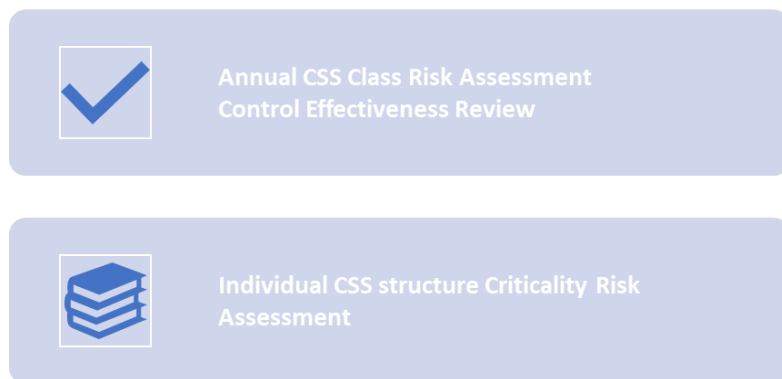 Annual CSS Class Risk Assessment
Control Effectiveness Review
Individual CSS structure Criticality Risk
Assessment